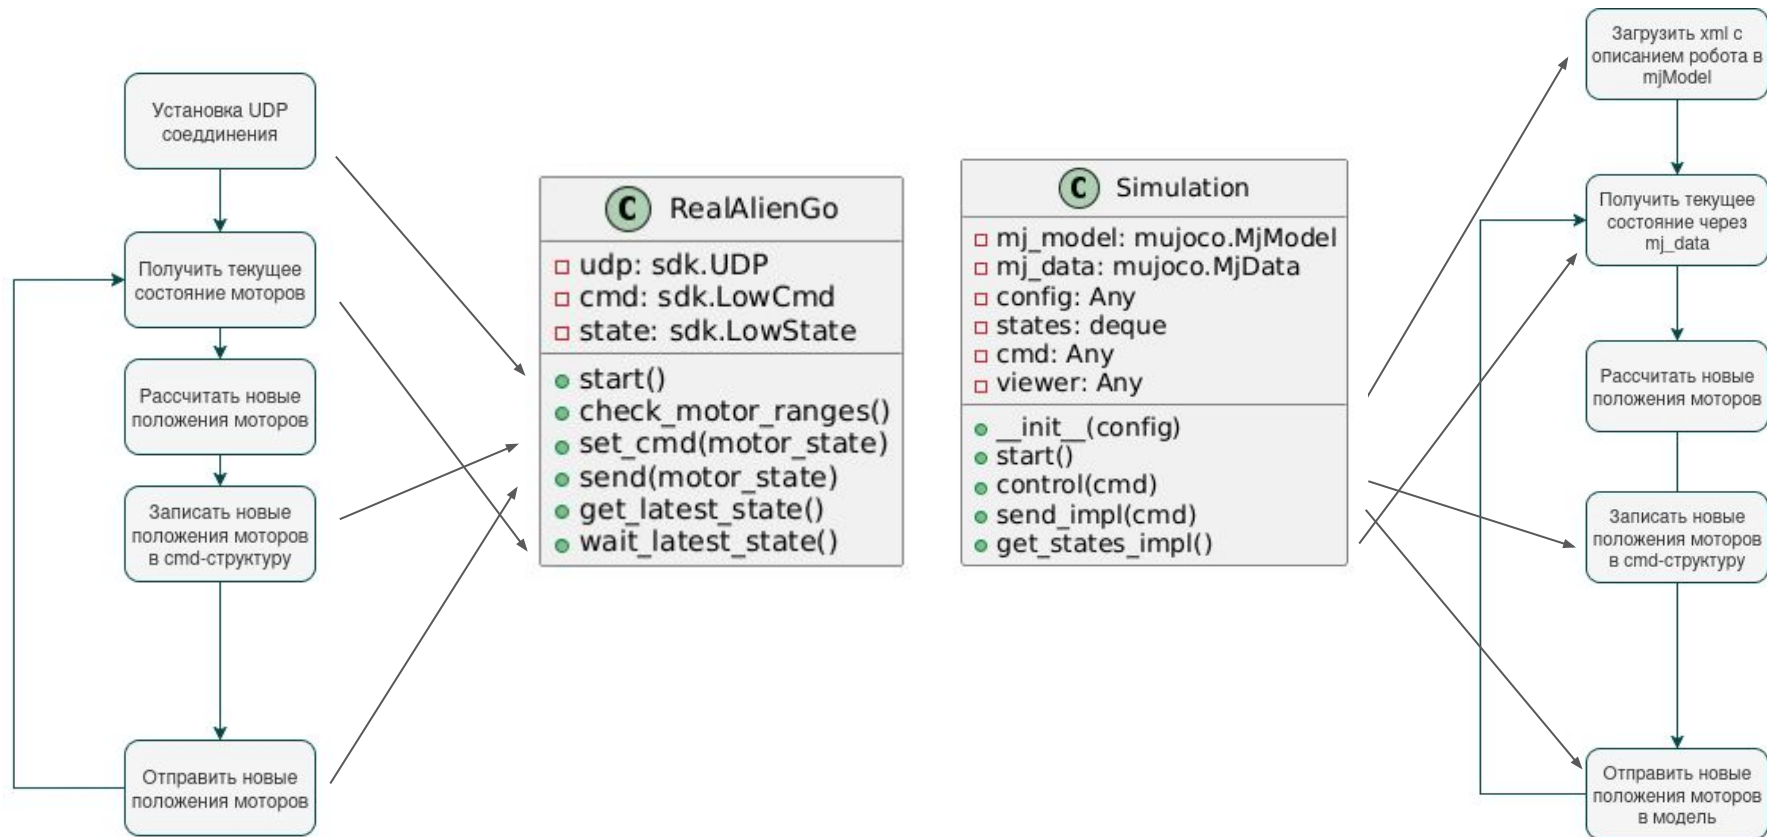 Установка UDP
соеддинения
Получить текущее
состояние моторов
Рассчитать новые
положения моторов
Записать новые
положения моторов
в cmd-структуру
Отправить новые
положения моторов
C RealAlienGo
udp: sdk.UDP
cmd: sdk.LowCmd
state: sdk.LowState
start()
check_motor_ranges()
set_cmd(motor_state)
send(motor_state)
get_latest_state()
wait_latest_state()
C Simulation
mj_model: mujoco.MjModel
mj_data: mujoco.MjData
config: Any
states: deque
cmd: Any
viewer: Any
__init__(config)
start()
control(cmd)
send_impl(cmd)
get_states_impl()
Загрузить xml с
описанием робота в
mjModel
Получить текущее
состояние через
mj_data
Рассчитать новые
положения моторов
Записать новые
положения моторов
в cmd-структуру
Отправить новые
положения моторов
в модель